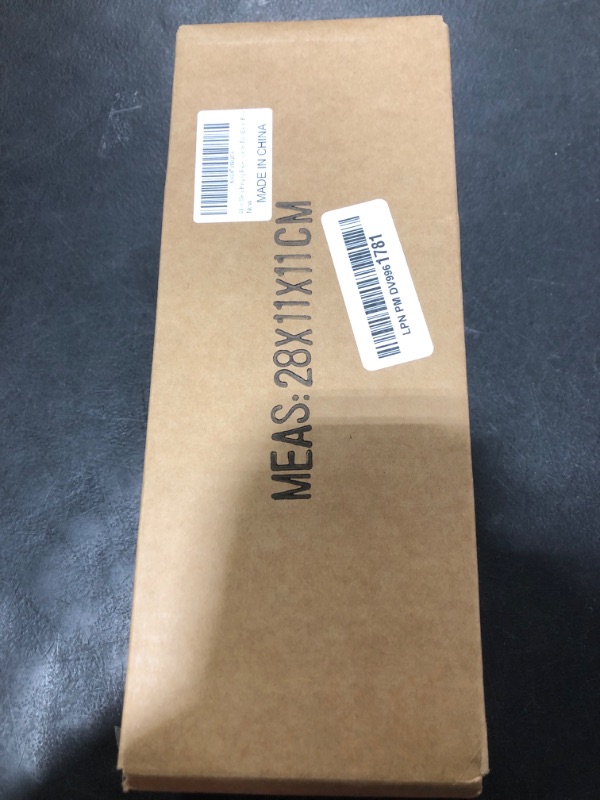 MADE IN CHINA
MEAS: 28X11X11CM
LPN PM DV9961781